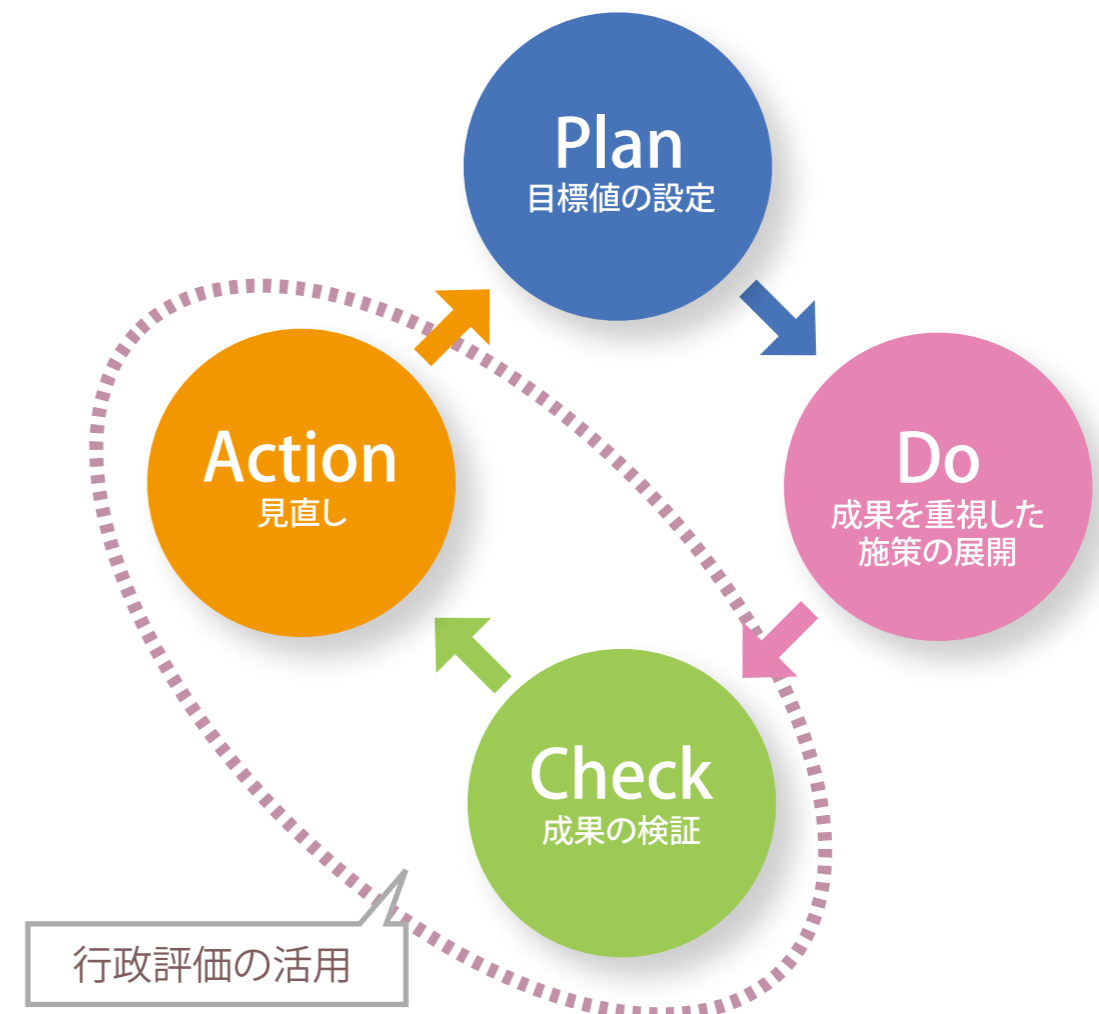 Plan
目標値の設定
Do
成果を重視した
施策の展開
Check
成果の検証
Action
見直し
行政評価の活用